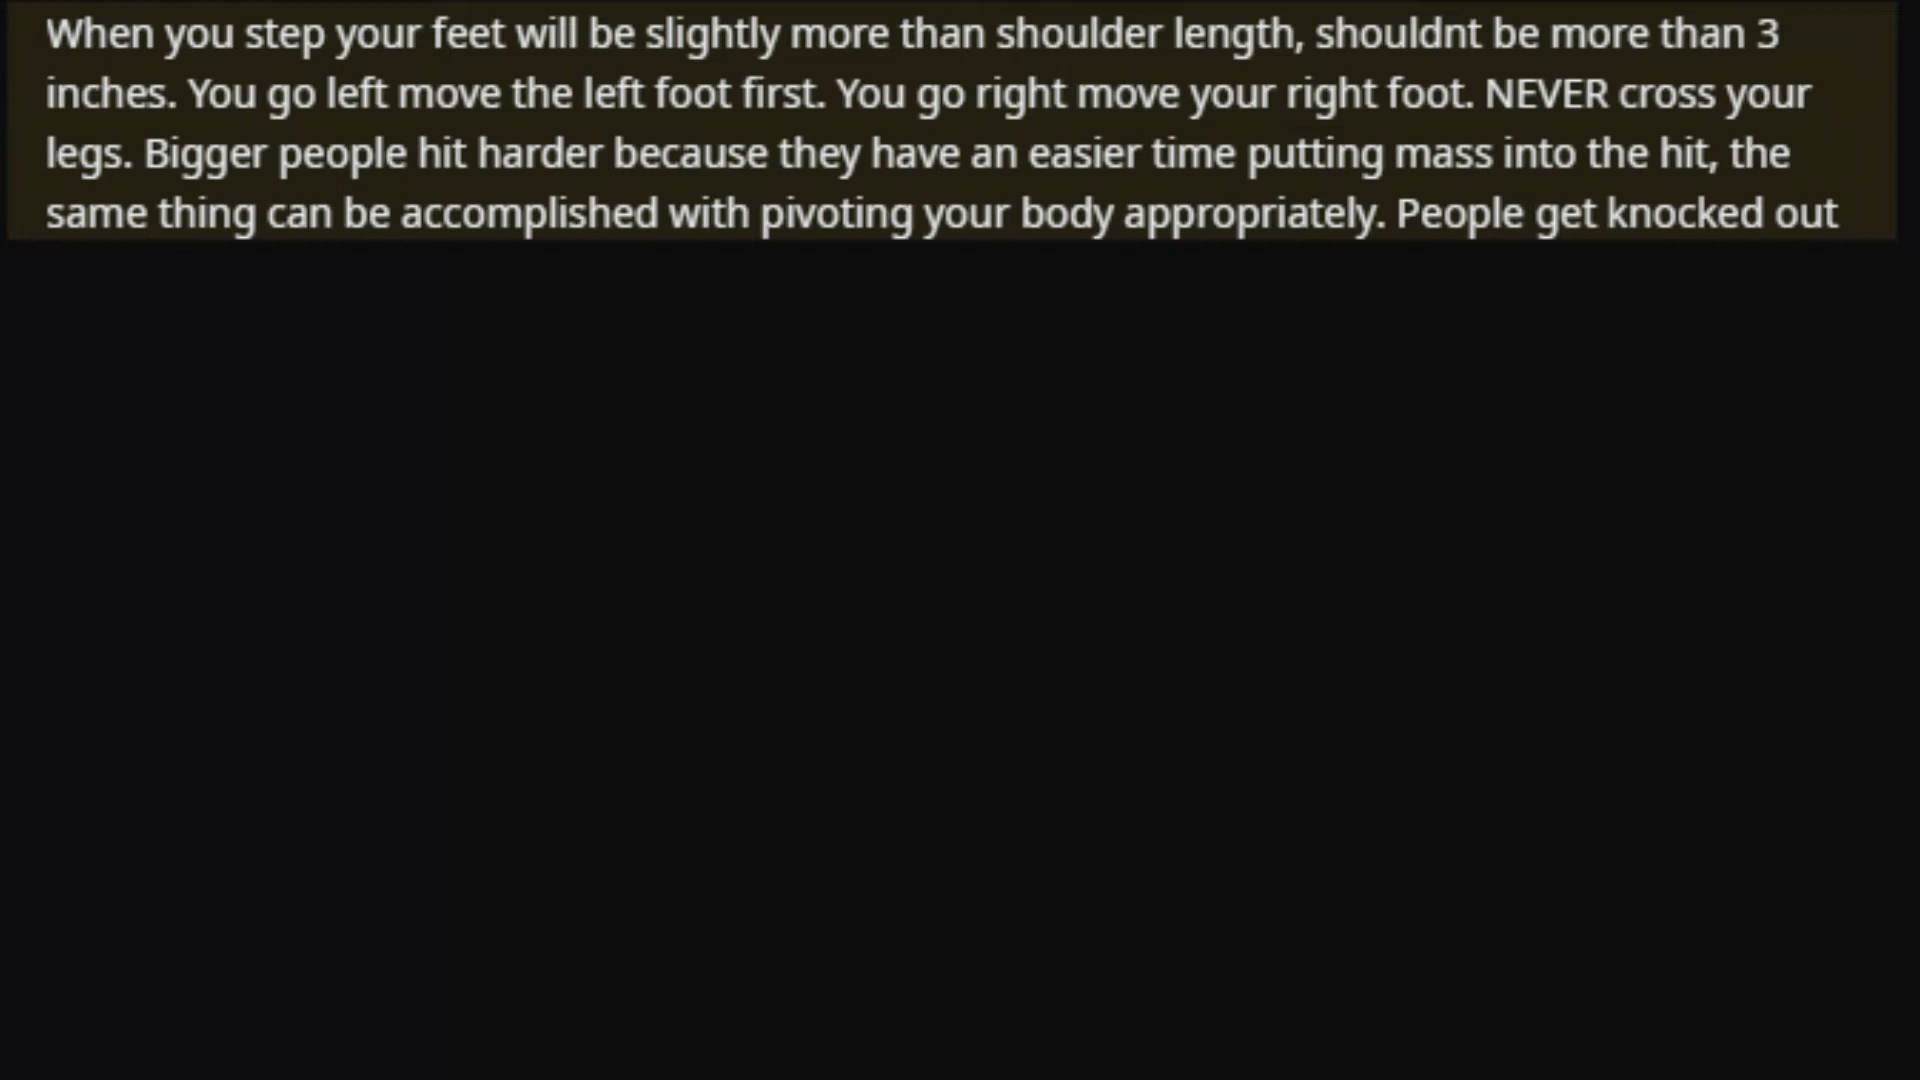 When you step your feet will be slightly more than shoulder length, shouldnt be more than 3
inches. You go left move the left foot first. You go right move your right foot. NEVER cross your
legs. Bigger people hit harder because they have an easier time putting mass into the hit, the
same thing can be accomplished with pivoting your body appropriately. People get knocked out